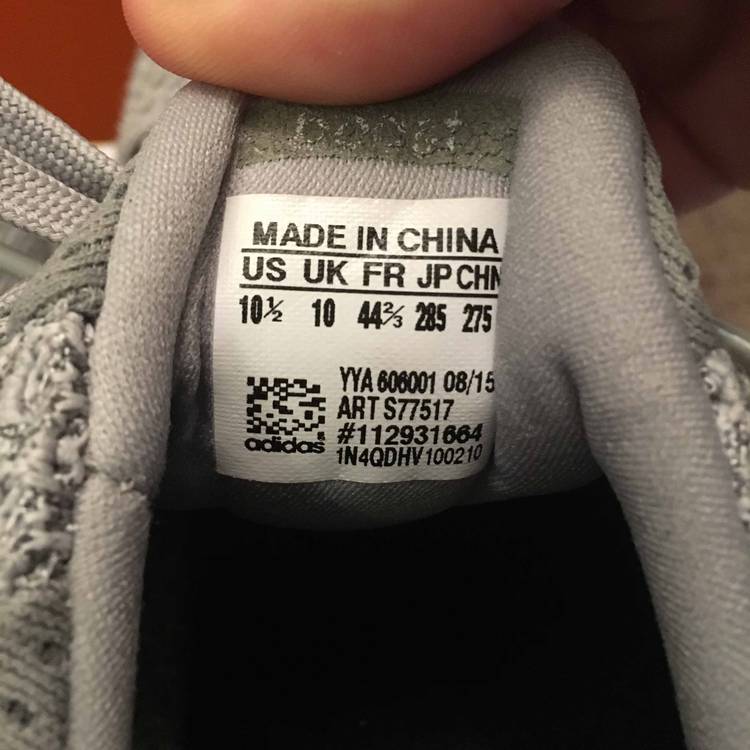 boost
MADE IN CHINA
US UK FR JP CHN
10½ 10 44⅔ 285 275
YYA 606001 08/15
ART S77517
#112931664
1N4QDHV100210
adidas